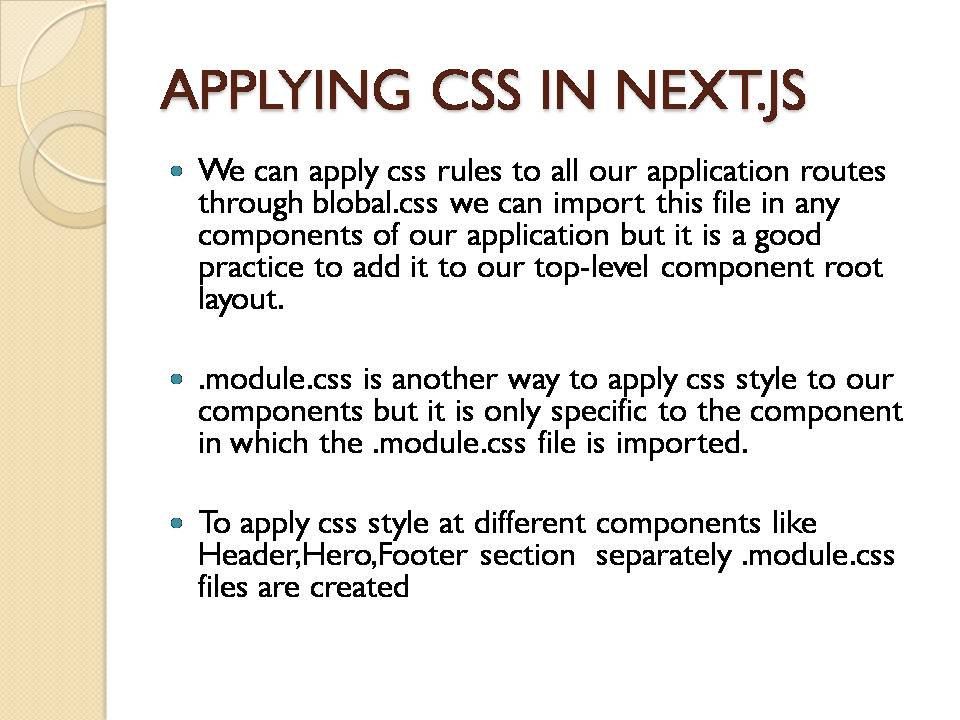 APPLYING CSS IN NEXT.JS
• We can apply css rules to all our application routes
through blobal.css we can import this file in any
components of our application but it is a good
practice to add it to our top-level component root
layout.
• .module.css is another way to apply css style to our
components but it is only specific to the component
in which the .module.css file is imported.
• To apply css style at different components like
Header,Hero,Footer section  separately .module.css
files are created